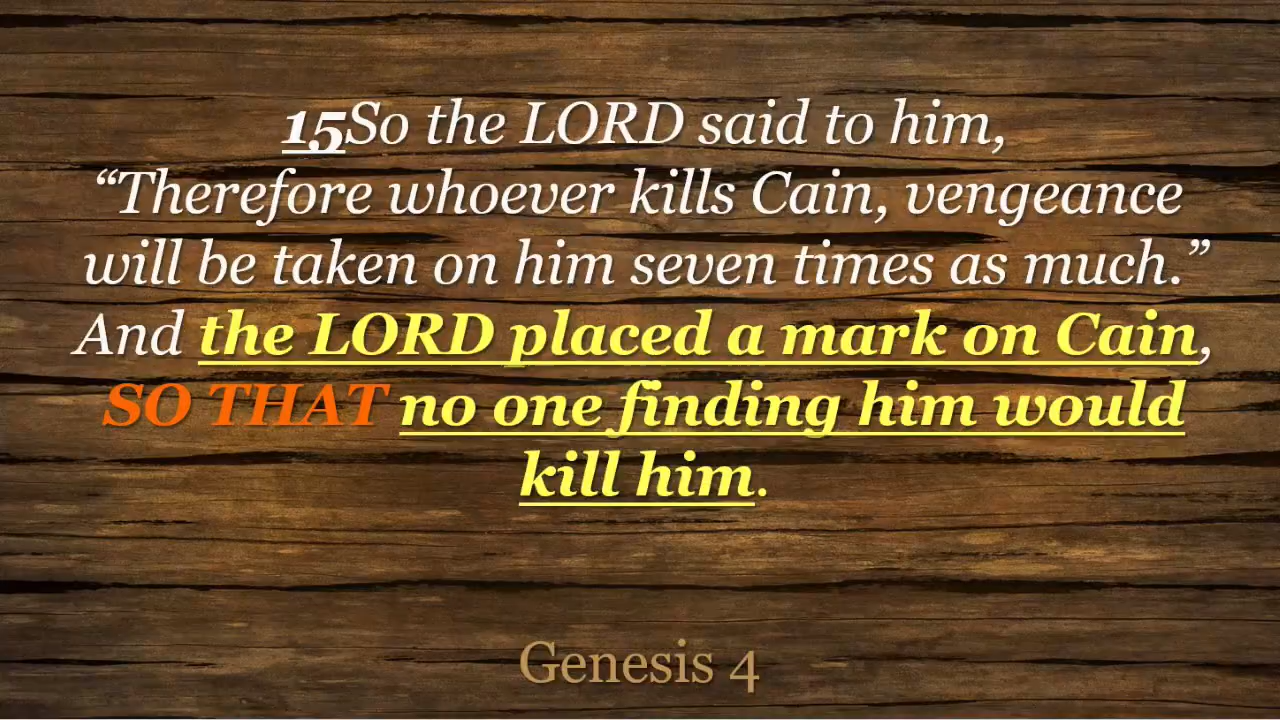 15So the LORD said to him,
“Therefore whoever kills Cain, vengeance
will be taken on him seven times as much.”
And the LORD placed a mark on Cain,
SO THAT no one finding him would
kill him.
Genesis 4